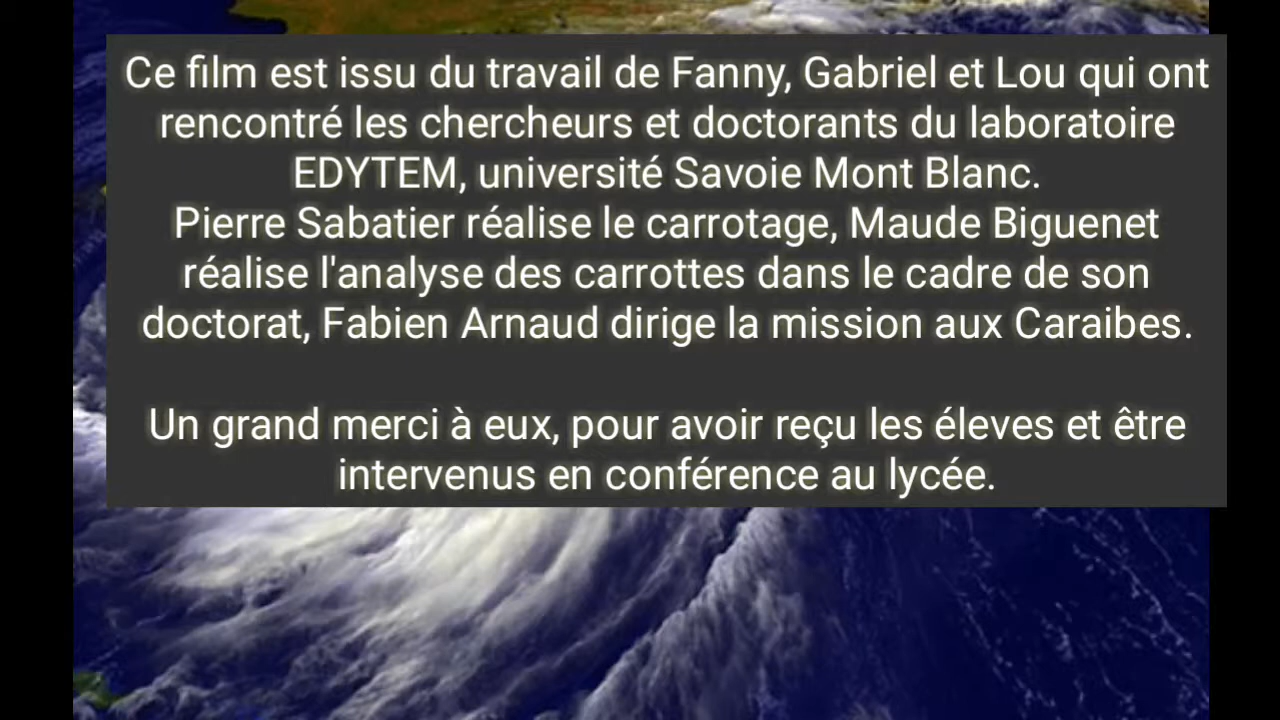 Ce film est issu du travail de Fanny, Gabriel et Lou qui ont
rencontré les chercheurs et doctorants du laboratoire
EDYTEM, université Savoie Mont Blanc.
Pierre Sabatier réalise le carrotage, Maude Biguenet
réalise l'analyse des carrottes dans le cadre de son
doctorat, Fabien Arnaud dirige la mission aux Caraibes.
Un grand merci à eux, pour avoir reçu les éleves et être
intervenus en conférence au lycée.